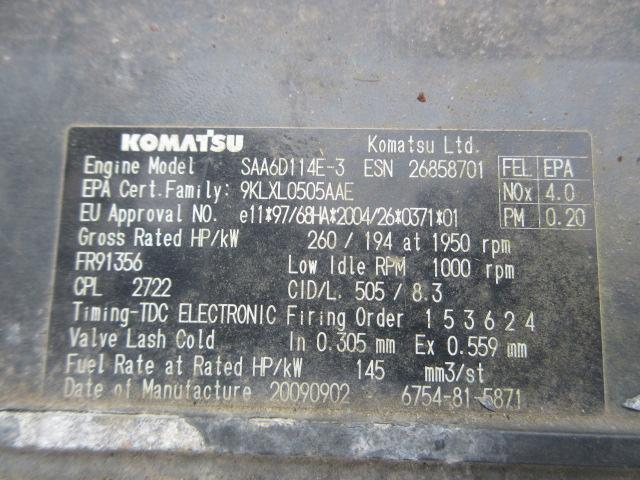 KOMATSU Komatsu Ltd.
Engine Model SAA6D114E-3 ESN 26858701 FEL EPA
EPA Cert.Family: 9KLXL0505AAE NOx 4.0
EU Approval NO. e11*97/68HA*2004/26*0371*01 PM 0.20
Gross Rated HP/kW 260 / 194 at 1950 rpm
FR91356 Low Idle RPM 1000 rpm
CPL 2722 CID/L. 505 / 8.3
Timing-TDC ELECTRONIC Firing Order 1 5 3 6 2 4
Valve Lash Cold In 0.305 mm Ex 0.559 mm
Fuel Rate at Rated HP/kW 145 mm3/st
Date of Manufacture 20090902 6754-81-5871